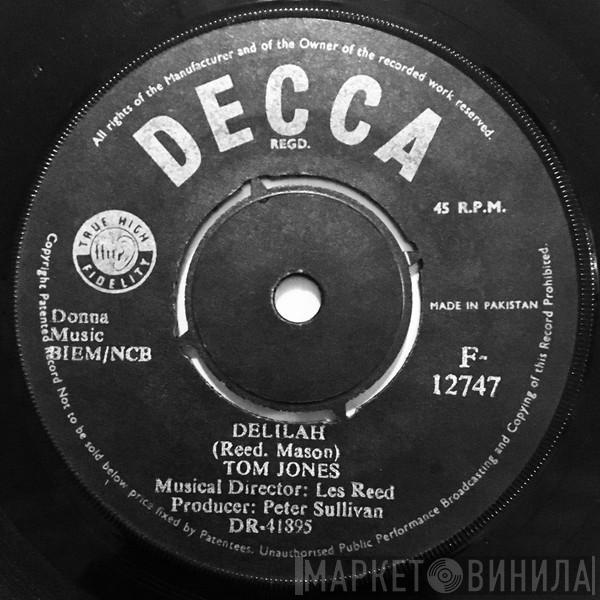 All rights of the Manufacturer and of the Owner of the recorded work reserved.
DECCA
REGD.
45 R.P.M.
TRUE HIGH
ffrr
FIDELITY
MADE IN PAKISTAN
Donna
Music
BIEM/NCB
F-
12747
DELILAH
(Reed. Mason)
TOM JONES
Musical Director: Les Reed
Producer: Peter Sullivan
DR-41895
Copyright Patented Record Not to be sold below price fixed by Patentees. Unauthorised Public Performance Broadcasting and Copying of this Record Prohibited.
МАРКЕТ ВИНИЛА